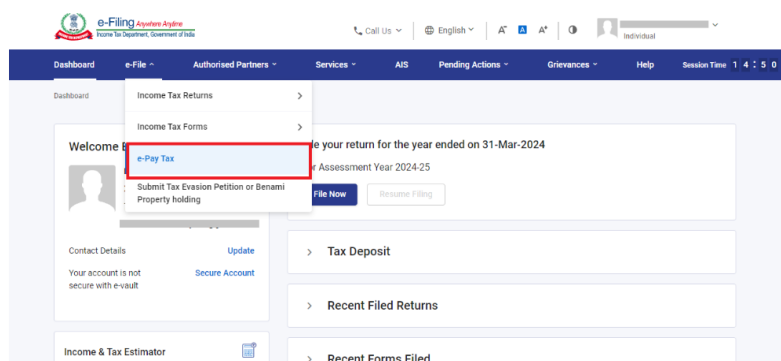 e-Filing Anywhere Anytime
Income Tax Department, Government of India
Call Us
English
A-
A
A+
Individual
Dashboard e-File Authorised Partners Services AIS Pending Actions Grievances Help Session Time 1 4 : 5 0
Dashboard
Income Tax Returns
Income Tax Forms
e-Pay Tax
Submit Tax Evasion Petition or Benami
Property holding
Welcome
le your return for the year ended on 31-Mar-2024
r Assessment Year 2024-25
File Now Resume Filing
Contact Details Update
Your account is not Secure Account
secure with e-vault
Tax Deposit
Recent Filed Returns
Income & Tax Estimator
Recent Forms Filed